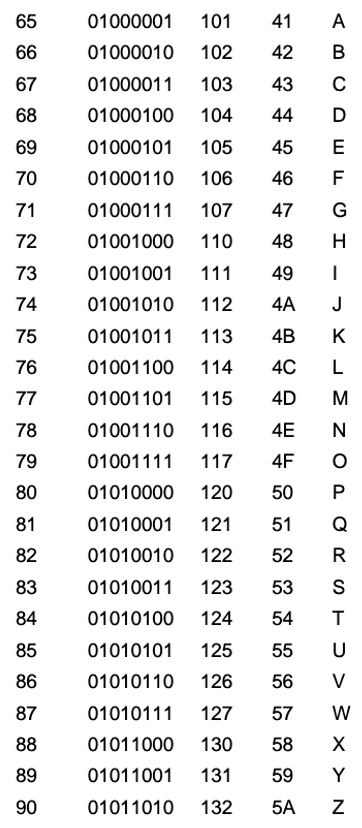 65 01000001 101 41 A
66 01000010 102 42 B
67 01000011 103 43 C
68 01000100 104 44 D
69 01000101 105 45 E
70 01000110 106 46 F
71 01000111 107 47 G
72 01001000 110 48 H
73 01001001 111 49 I
74 01001010 112 4A J
75 01001011 113 4B K
76 01001100 114 4C L
77 01001101 115 4D M
78 01001110 116 4E N
79 01001111 117 4F O
80 01010000 120 50 P
81 01010001 121 51 Q
82 01010010 122 52 R
83 01010011 123 53 S
84 01010100 124 54 T
85 01010101 125 55 U
86 01010110 126 56 V
87 01010111 127 57 W
88 01011000 130 58 X
89 01011001 131 59 Y
90 01011010 132 5A Z